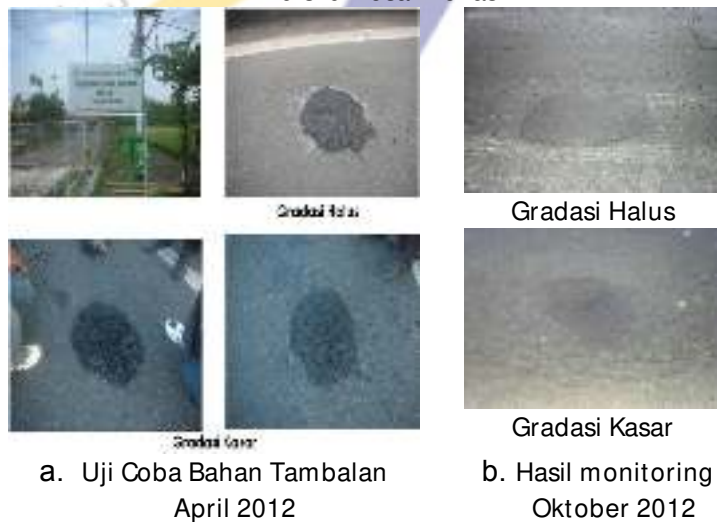 Gradasi Halus
Gradasi Halus
Gradasi Kasar
Gradasi Kasar
a. Uji Coba Bahan Tambalan
April 2012
b. Hasil monitoring
Oktober 2012